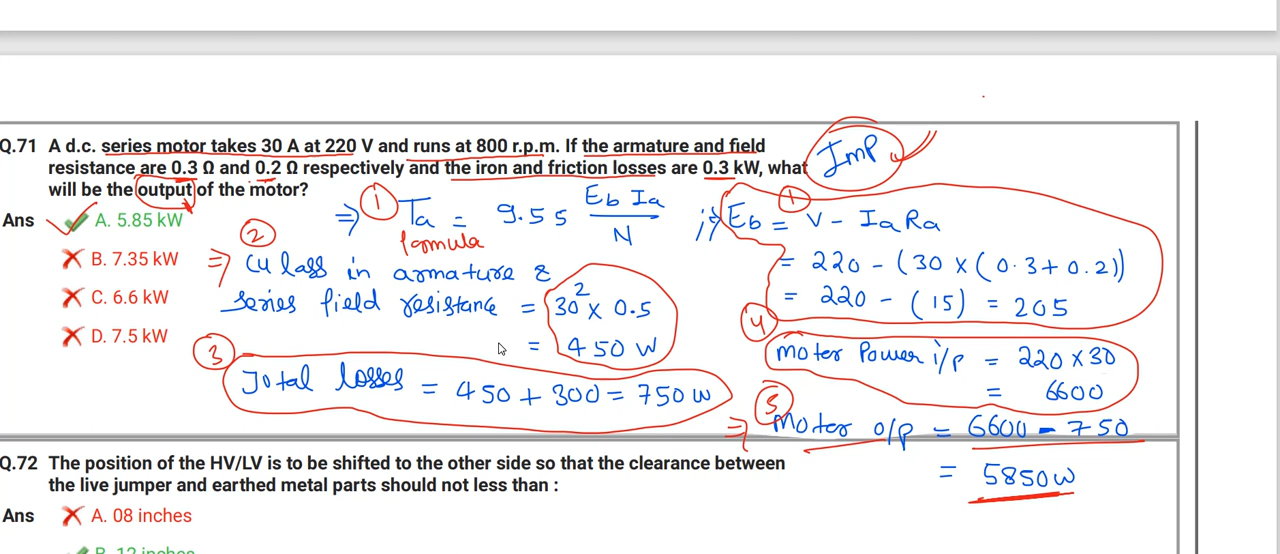 Q.71 A d.c. series motor takes 30 A at 220 V and runs at 800 r.p.m. If the armature and field
resistance are 0.3 Ω and 0.2 Ω respectively and the iron and friction losses are 0.3 kW, what
will be the output of the motor?
Imp
Ans A. 5.85 kW
B. 7.35 kW
C. 6.6 kW
D. 7.5 kW
⇒ 1 Ta = 9.55 Eb Ia / N
formula
1 Eb = V - IaRa
= 220 - (30 × (0.3 + 0.2))
= 220 - (15) = 205
2
⇒ Cu loss in armature &
series field resistance = 30² × 0.5
= 450 W
3 Total losses = 450 + 300 = 750 W
4 Motor Power i/p = 220 × 30
= 6600
5 ⇒ Motor o/p = 6600 - 750
= 5850 W
Q.72 The position of the HV/LV is to be shifted to the other side so that the clearance between
the live jumper and earthed metal parts should not less than :
Ans A. 08 inches
B. 12 inches